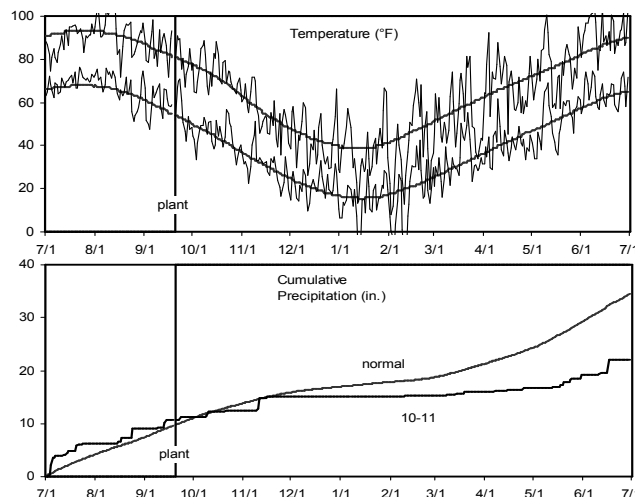 100
Temperature (°F)
80
60
40
20
plant
0
7/1 8/1 9/1 10/1 11/1 12/1 1/1 2/1 3/1 4/1 5/1 6/1 7/1
40
Cumulative
Precipitation (in.)
30
normal
20
10-11
10
plant
0
7/1 8/1 9/1 10/1 11/1 12/1 1/1 2/1 3/1 4/1 5/1 6/1 7/1